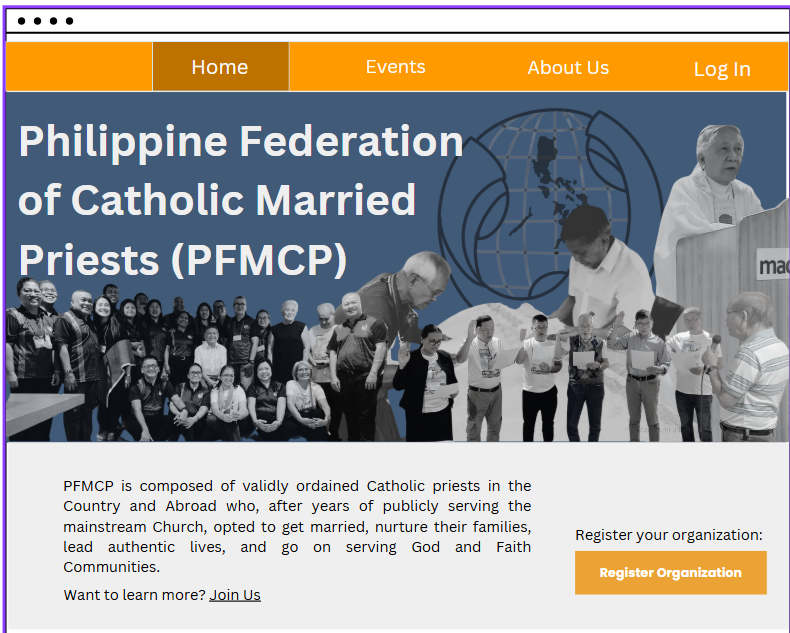 Home
Events
About Us
Log In
Philippine Federation
of Catholic Married
Priests (PFMCP)
PFMCP is composed of validly ordained Catholic priests in the
Country and Abroad who, after years of publicly serving the
mainstream Church, opted to get married, nurture their families,
lead authentic lives, and go on serving God and Faith
Communities.
Want to learn more? Join Us
Register your organization:
Register Organization